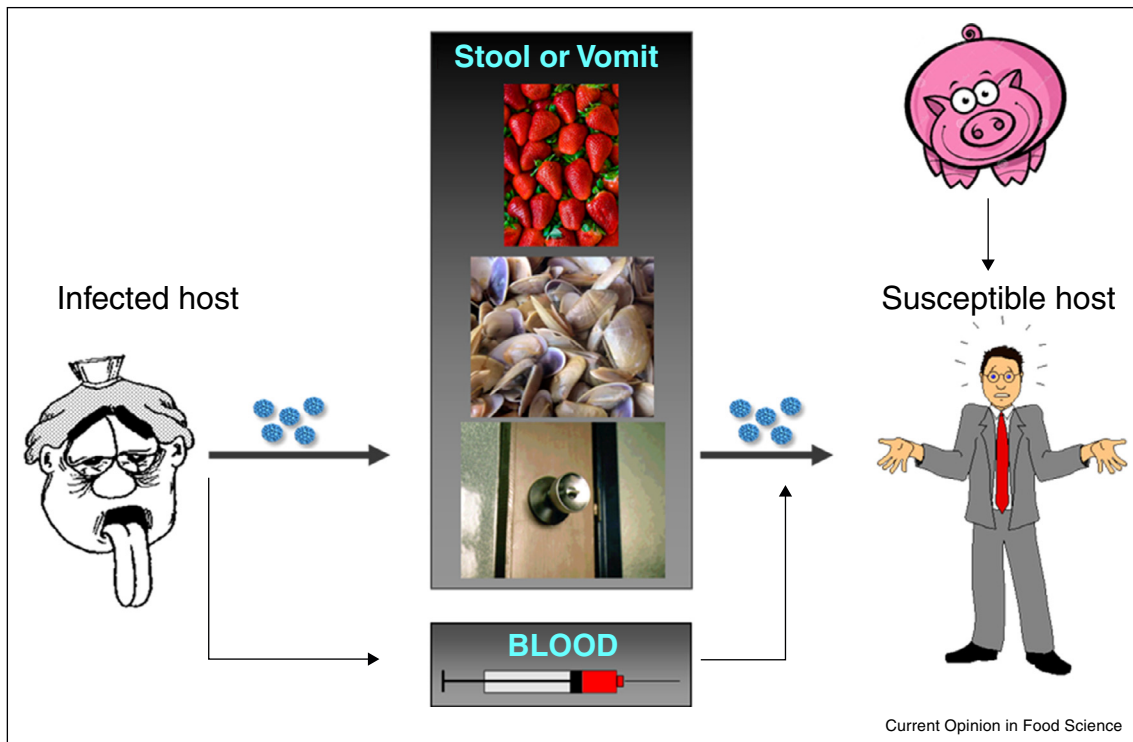 Stool or Vomit
Infected host
Susceptible host
BLOOD
Current Opinion in Food Science